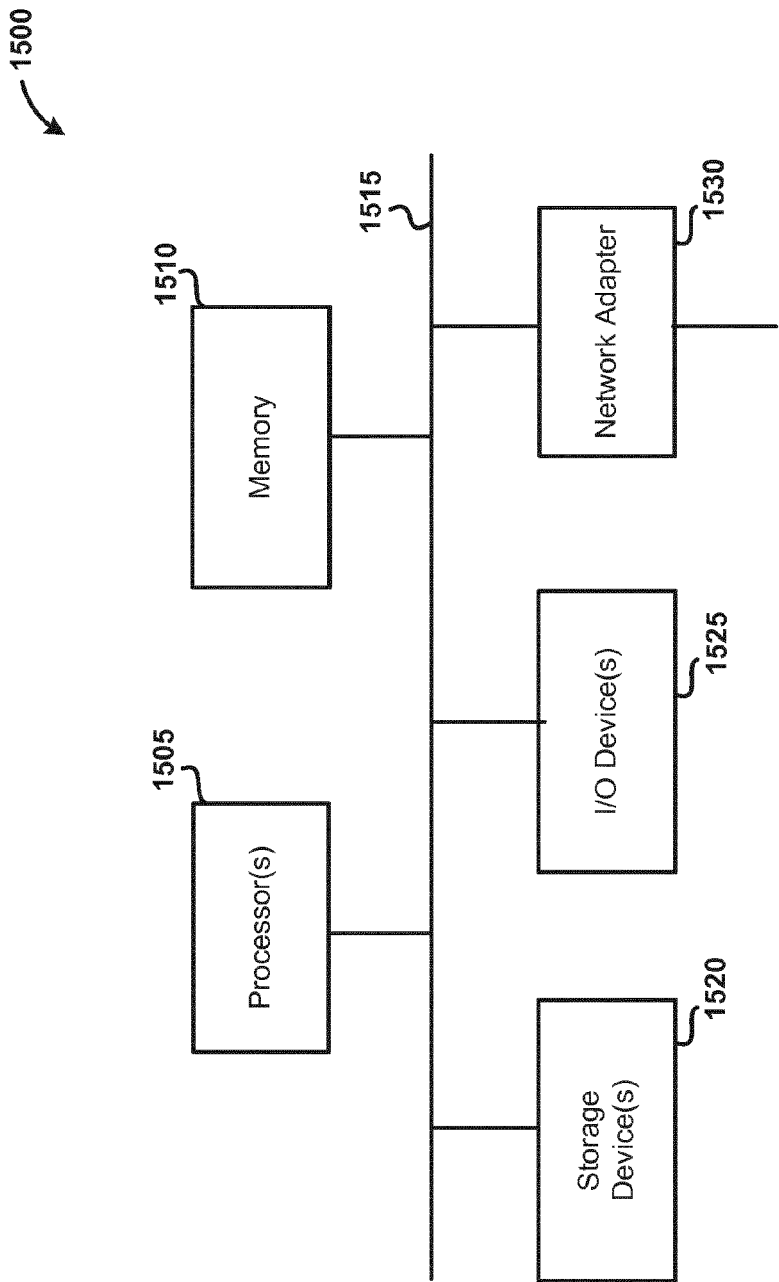 1500
1505
Processor(s)
1510
Memory
1515
Storage
Device(s)
1520
I/O Device(s)
1525
Network Adapter
1530